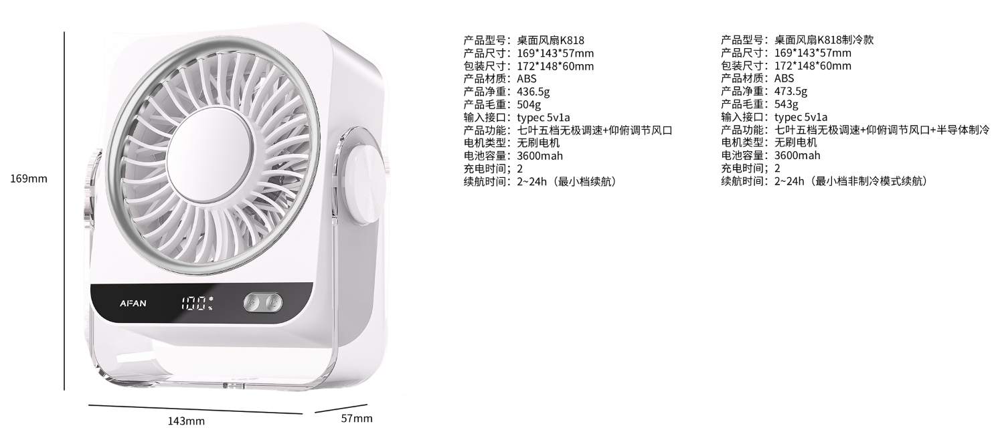 169mm
AIFAN
100
%
143mm
57mm
产品型号：桌面风扇K818
产品尺寸：169*143*57mm
包装尺寸：172*148*60mm
产品材质：ABS
产品净重：436.5g
产品毛重：504g
输入接口：typec 5v1a
产品功能：七叶五档无极调速+仰俯调节风口
电机类型：无刷电机
电池容量：3600mah
充电时间；2
续航时间：2~24h（最小档续航）
产品型号：桌面风扇K818制冷款
产品尺寸：169*143*57mm
包装尺寸：172*148*60mm
产品材质：ABS
产品净重：473.5g
产品毛重：543g
输入接口：typec 5v1a
产品功能：七叶五档无极调速+仰俯调节风口+半导体制冷
电机类型：无刷电机
电池容量：3600mah
充电时间；2
续航时间：2~24h（最小档非制冷模式续航）